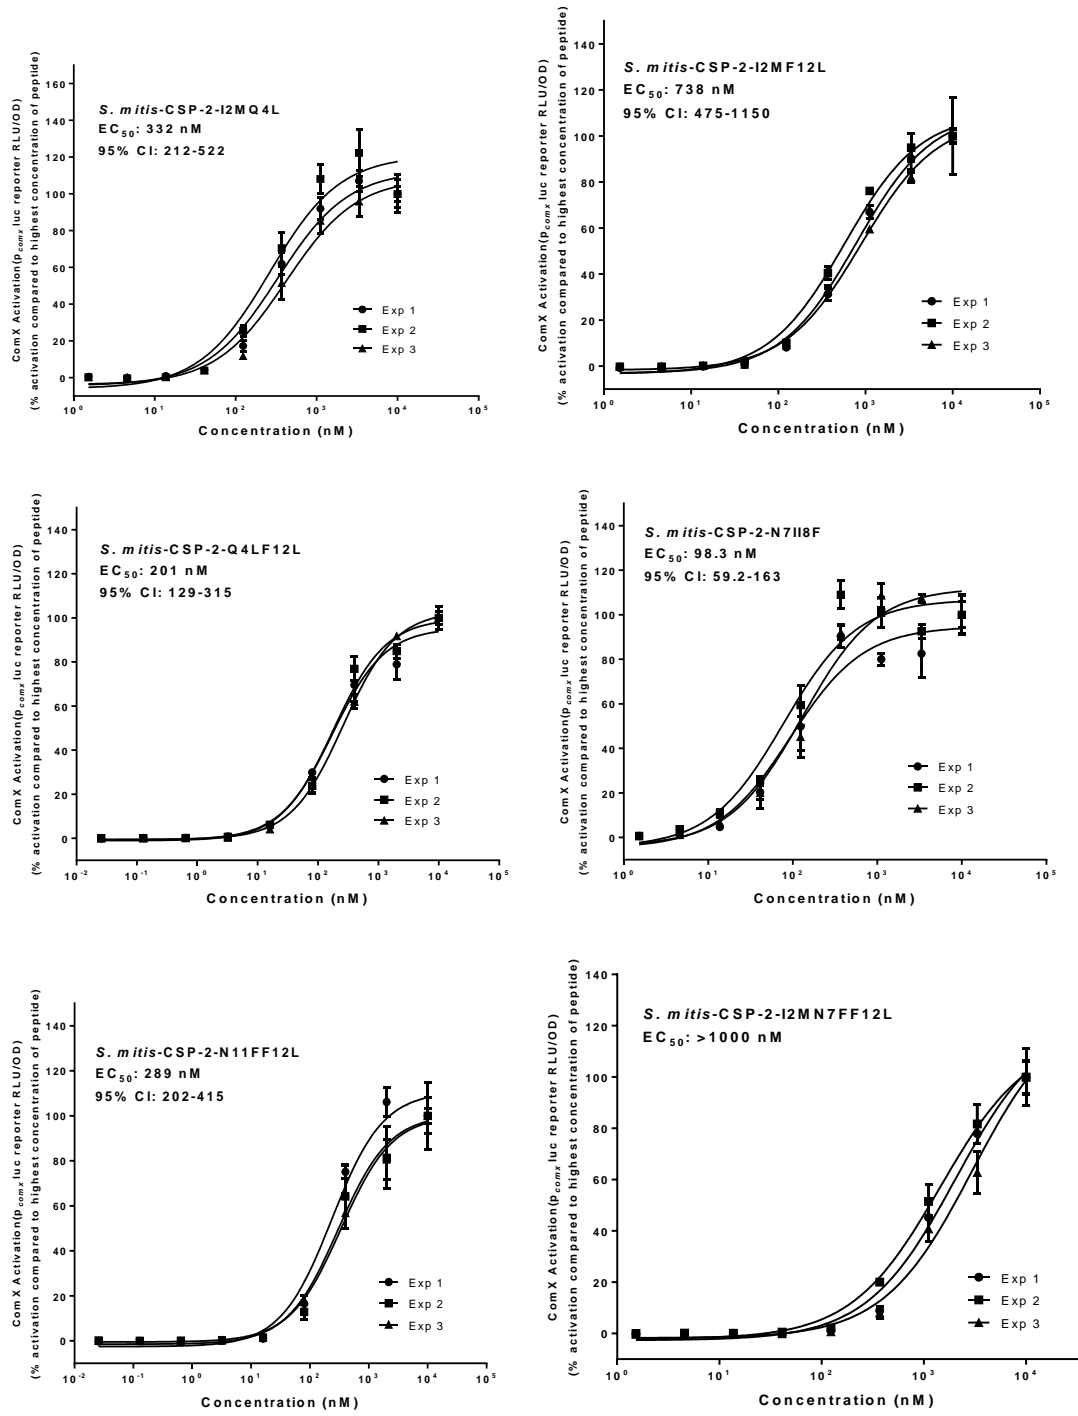 S. mitis-CSP-2-I2MQ4L
EC50: 332 nM
95% CI: 212-522
ComX Activation(pcomx luc reporter RLU/OD)
(% activation compared to highest concentration of peptide)
160
140
120
100
80
60
40
20
0
10^0 10^1 10^2 10^3 10^4 10^5
Concentration (nM)
Exp 1
Exp 2
Exp 3
S. mitis-CSP-2-I2MF12L
EC50: 738 nM
95% CI: 475-1150
ComX Activation(pcomx luc reporter RLU/OD)
(% activation compared to highest concentration of peptide)
140
120
100
80
60
40
20
0
10^0 10^1 10^2 10^3 10^4 10^5
Concentration (nM)
Exp 1
Exp 2
Exp 3
S. mitis-CSP-2-Q4LF12L
EC50: 201 nM
95% CI: 129-315
ComX Activation(pcomx luc reporter RLU/OD)
(% activation compared to highest concentration of peptide)
140
120
100
80
60
40
20
0
10^-2 10^-1 10^0 10^1 10^2 10^3 10^4 10^5
Concentration (nM)
Exp 1
Exp 2
Exp 3
S. mitis-CSP-2-N7II8F
EC50: 98.3 nM
95% CI: 59.2-163
ComX Activation(pcomx luc reporter RLU/OD)
(% activation compared to highest concentration of peptide)
140
120
100
80
60
40
20
0
10^0 10^1 10^2 10^3 10^4 10^5
Concentration (nM)
Exp 1
Exp 2
Exp 3
S. mitis-CSP-2-N11FF12L
EC50: 289 nM
95% CI: 202-415
ComX Activation(pcomx luc reporter RLU/OD)
(% activation compared to highest concentration of peptide)
140
120
100
80
60
40
20
0
10^-2 10^-1 10^0 10^1 10^2 10^3 10^4 10^5
Concentration (nM)
Exp 1
Exp 2
Exp 3
S. mitis-CSP-2-I2MN7FF12L
EC50: >1000 nM
ComX Activation(pcomx luc reporter RLU/OD)
(% activation compared to highest concentration of peptide)
140
120
100
80
60
40
20
0
10^0 10^1 10^2 10^3 10^4
Concentration (nM)
Exp 1
Exp 2
Exp 3